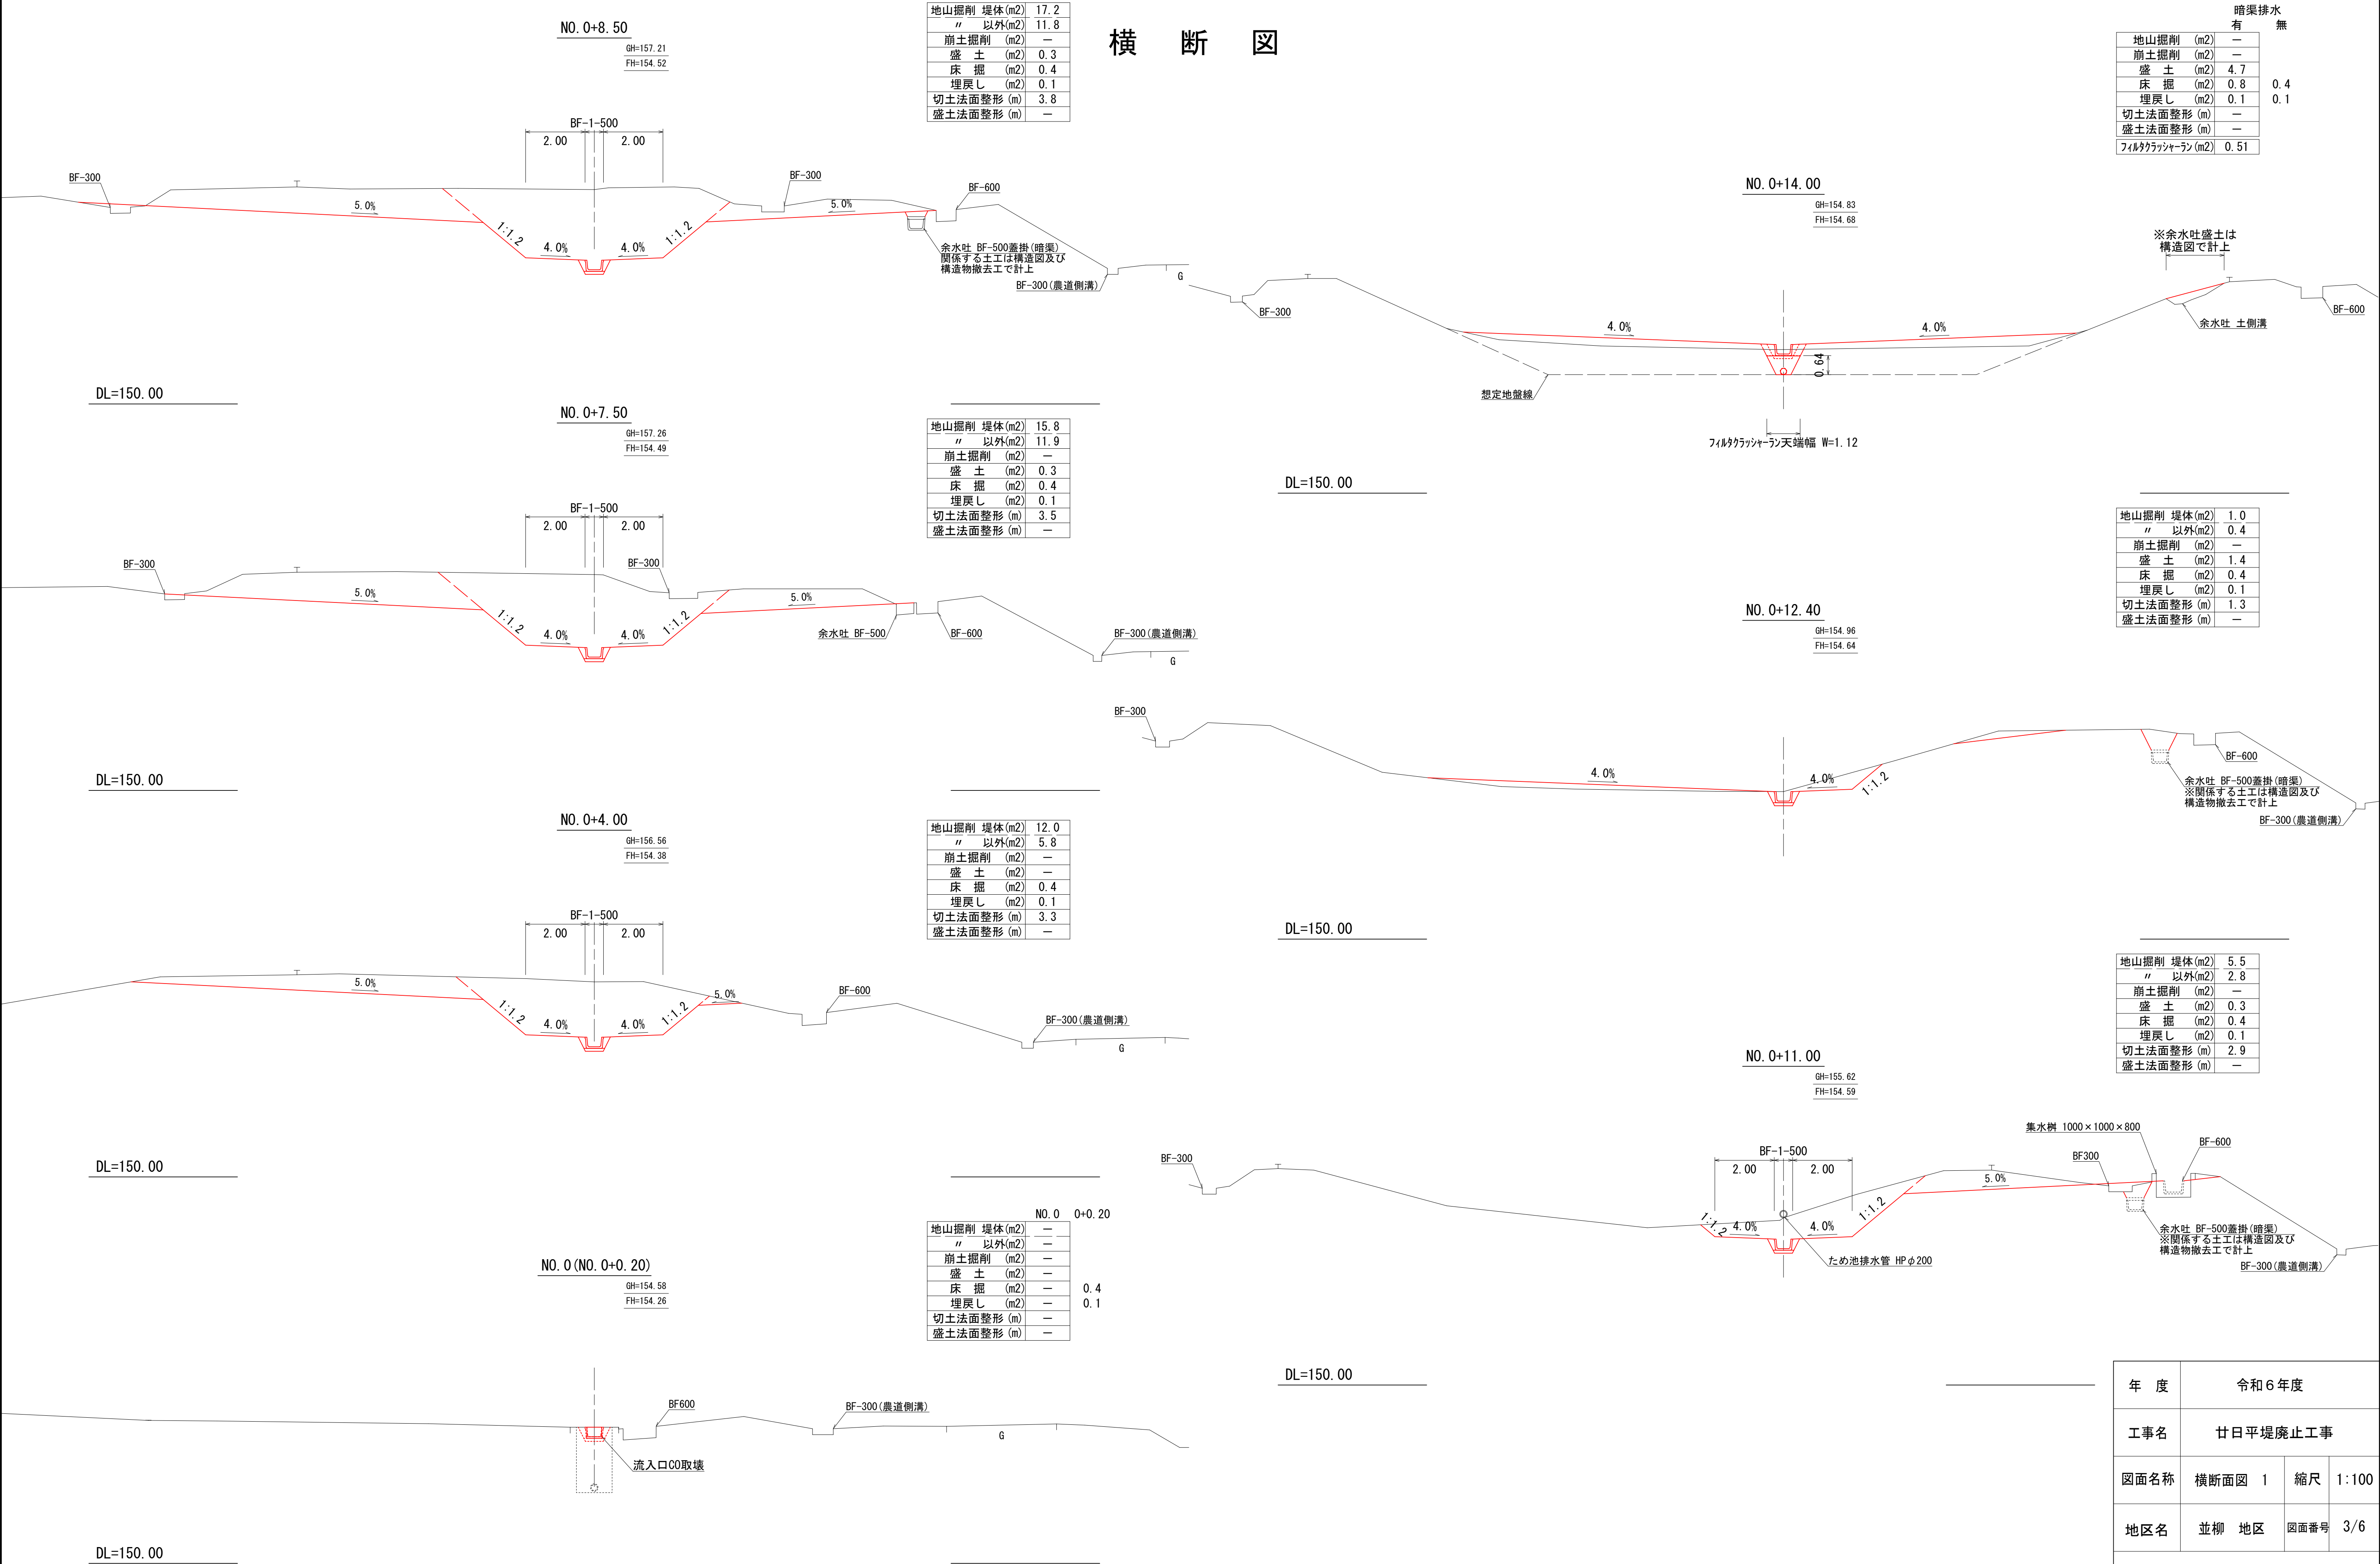 横　断　図
NO.0+8.50
GH=157.21
FH=154.52
地山掘削 堤体(m2) 17.2
〃 以外(m2) 11.8
崩土掘削 (m2) －
盛　土 (m2) 0.3
床　掘 (m2) 0.4
埋戻し (m2) 0.1
切土法面整形 (m) 3.8
盛土法面整形 (m) －
BF-1-500
2.00 2.00
BF-300
BF-300
BF-600
5.0%
5.0%
1:1.2
1:1.2
4.0%
4.0%
余水吐 BF-500蓋掛(暗渠)
関係する土工は構造図及び
構造物撤去工で計上
BF-300(農道側溝)
G
DL=150.00
NO.0+7.50
GH=157.26
FH=154.49
地山掘削 堤体(m2) 15.8
〃 以外(m2) 11.9
崩土掘削 (m2) －
盛　土 (m2) 0.3
床　掘 (m2) 0.4
埋戻し (m2) 0.1
切土法面整形 (m) 3.5
盛土法面整形 (m) －
BF-1-500
2.00 2.00
BF-300
BF-300
5.0%
5.0%
1:1.2
1:1.2
4.0%
4.0%
余水吐 BF-500
BF-600
BF-300(農道側溝)
G
DL=150.00
NO.0+4.00
GH=156.56
FH=154.38
地山掘削 堤体(m2) 12.0
〃 以外(m2) 5.8
崩土掘削 (m2) －
盛　土 (m2) －
床　掘 (m2) 0.4
埋戻し (m2) 0.1
切土法面整形 (m) 3.3
盛土法面整形 (m) －
BF-1-500
2.00 2.00
5.0%
5.0%
BF-600
1:1.2
1:1.2
4.0%
4.0%
BF-300(農道側溝)
G
DL=150.00
NO.0(NO.0+0.20)
GH=154.58
FH=154.26
NO.0 0+0.20
地山掘削 堤体(m2) －
〃 以外(m2) －
崩土掘削 (m2) －
盛　土 (m2) －
床　掘 (m2) － 0.4
埋戻し (m2) － 0.1
切土法面整形 (m) －
盛土法面整形 (m) －
BF600
BF-300(農道側溝)
G
流入口CO取壊
DL=150.00
暗渠排水
有　無
地山掘削 (m2) －
崩土掘削 (m2) －
盛　土 (m2) 4.7
床　掘 (m2) 0.8 0.4
埋戻し (m2) 0.1 0.1
切土法面整形 (m) －
盛土法面整形 (m) －
ﾌｨﾙﾀｸﾗｯｼｬｰﾗﾝ(m2) 0.51
NO.0+14.00
GH=154.83
FH=154.68
※余水吐盛土は
構造図で計上
BF-300
4.0%
4.0%
0.64
余水吐 土側溝
BF-600
想定地盤線
ﾌｨﾙﾀｸﾗｯｼｬｰﾗﾝ天端幅 W=1.12
DL=150.00
地山掘削 堤体(m2) 1.0
〃 以外(m2) 0.4
崩土掘削 (m2) －
盛　土 (m2) 1.4
床　掘 (m2) 0.4
埋戻し (m2) 0.1
切土法面整形 (m) 1.3
盛土法面整形 (m) －
NO.0+12.40
GH=154.96
FH=154.64
BF-300
4.0%
4.0%
1:1.2
BF-600
余水吐 BF-500蓋掛(暗渠)
※関係する土工は構造図及び
構造物撤去工で計上
BF-300(農道側溝)
DL=150.00
地山掘削 堤体(m2) 5.5
〃 以外(m2) 2.8
崩土掘削 (m2) －
盛　土 (m2) 0.3
床　掘 (m2) 0.4
埋戻し (m2) 0.1
切土法面整形 (m) 2.9
盛土法面整形 (m) －
NO.0+11.00
GH=155.62
FH=154.59
BF-300
BF-1-500
2.00 2.00
集水桝 1000×1000×800
BF-600
BF300
5.0%
1:1.2
4.0%
4.0%
1:1.2
ため池排水管 HPφ200
余水吐 BF-500蓋掛(暗渠)
※関係する土工は構造図及び
構造物撤去工で計上
BF-300(農道側溝)
DL=150.00
年　度 令和６年度
工事名 廿日平堤廃止工事
図面名称 横断面図　1 縮尺 1:100
地区名 並柳　地区 図面番号 3/6